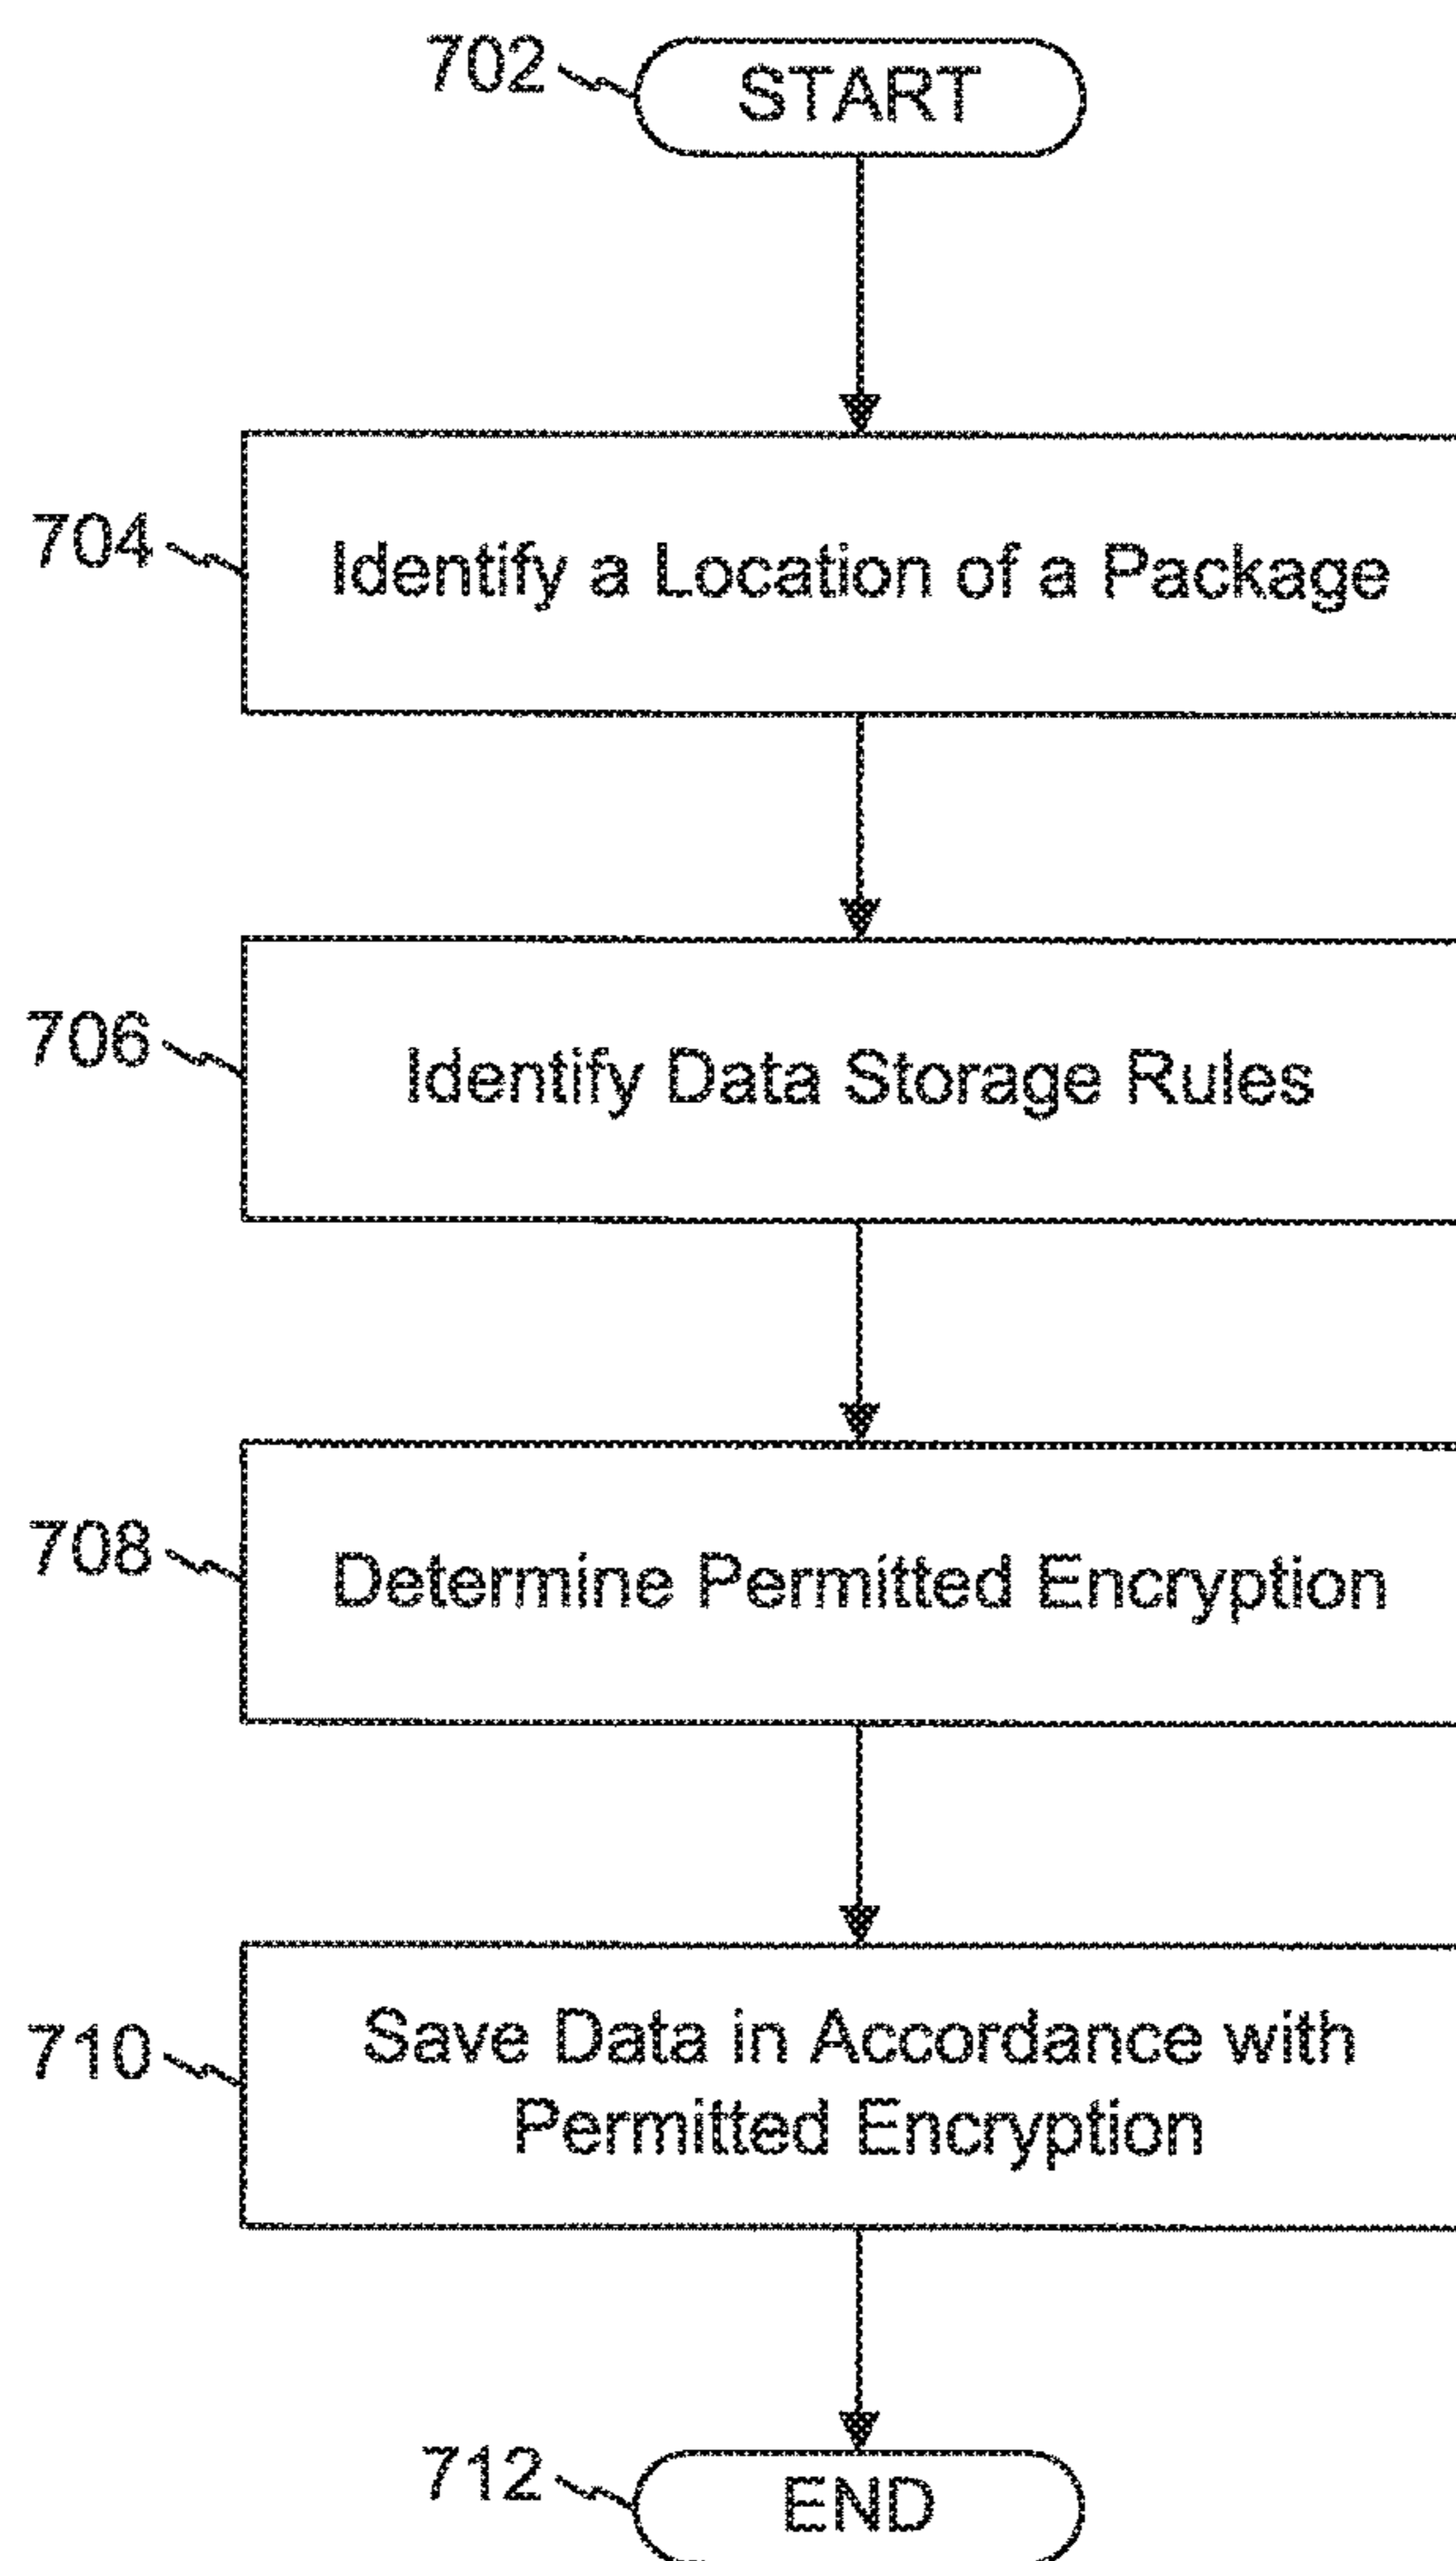 702
START
704
Identify a Location of a Package
706
Identify Data Storage Rules
708
Determine Permitted Encryption
710
Save Data in Accordance with
Permitted Encryption
712
END